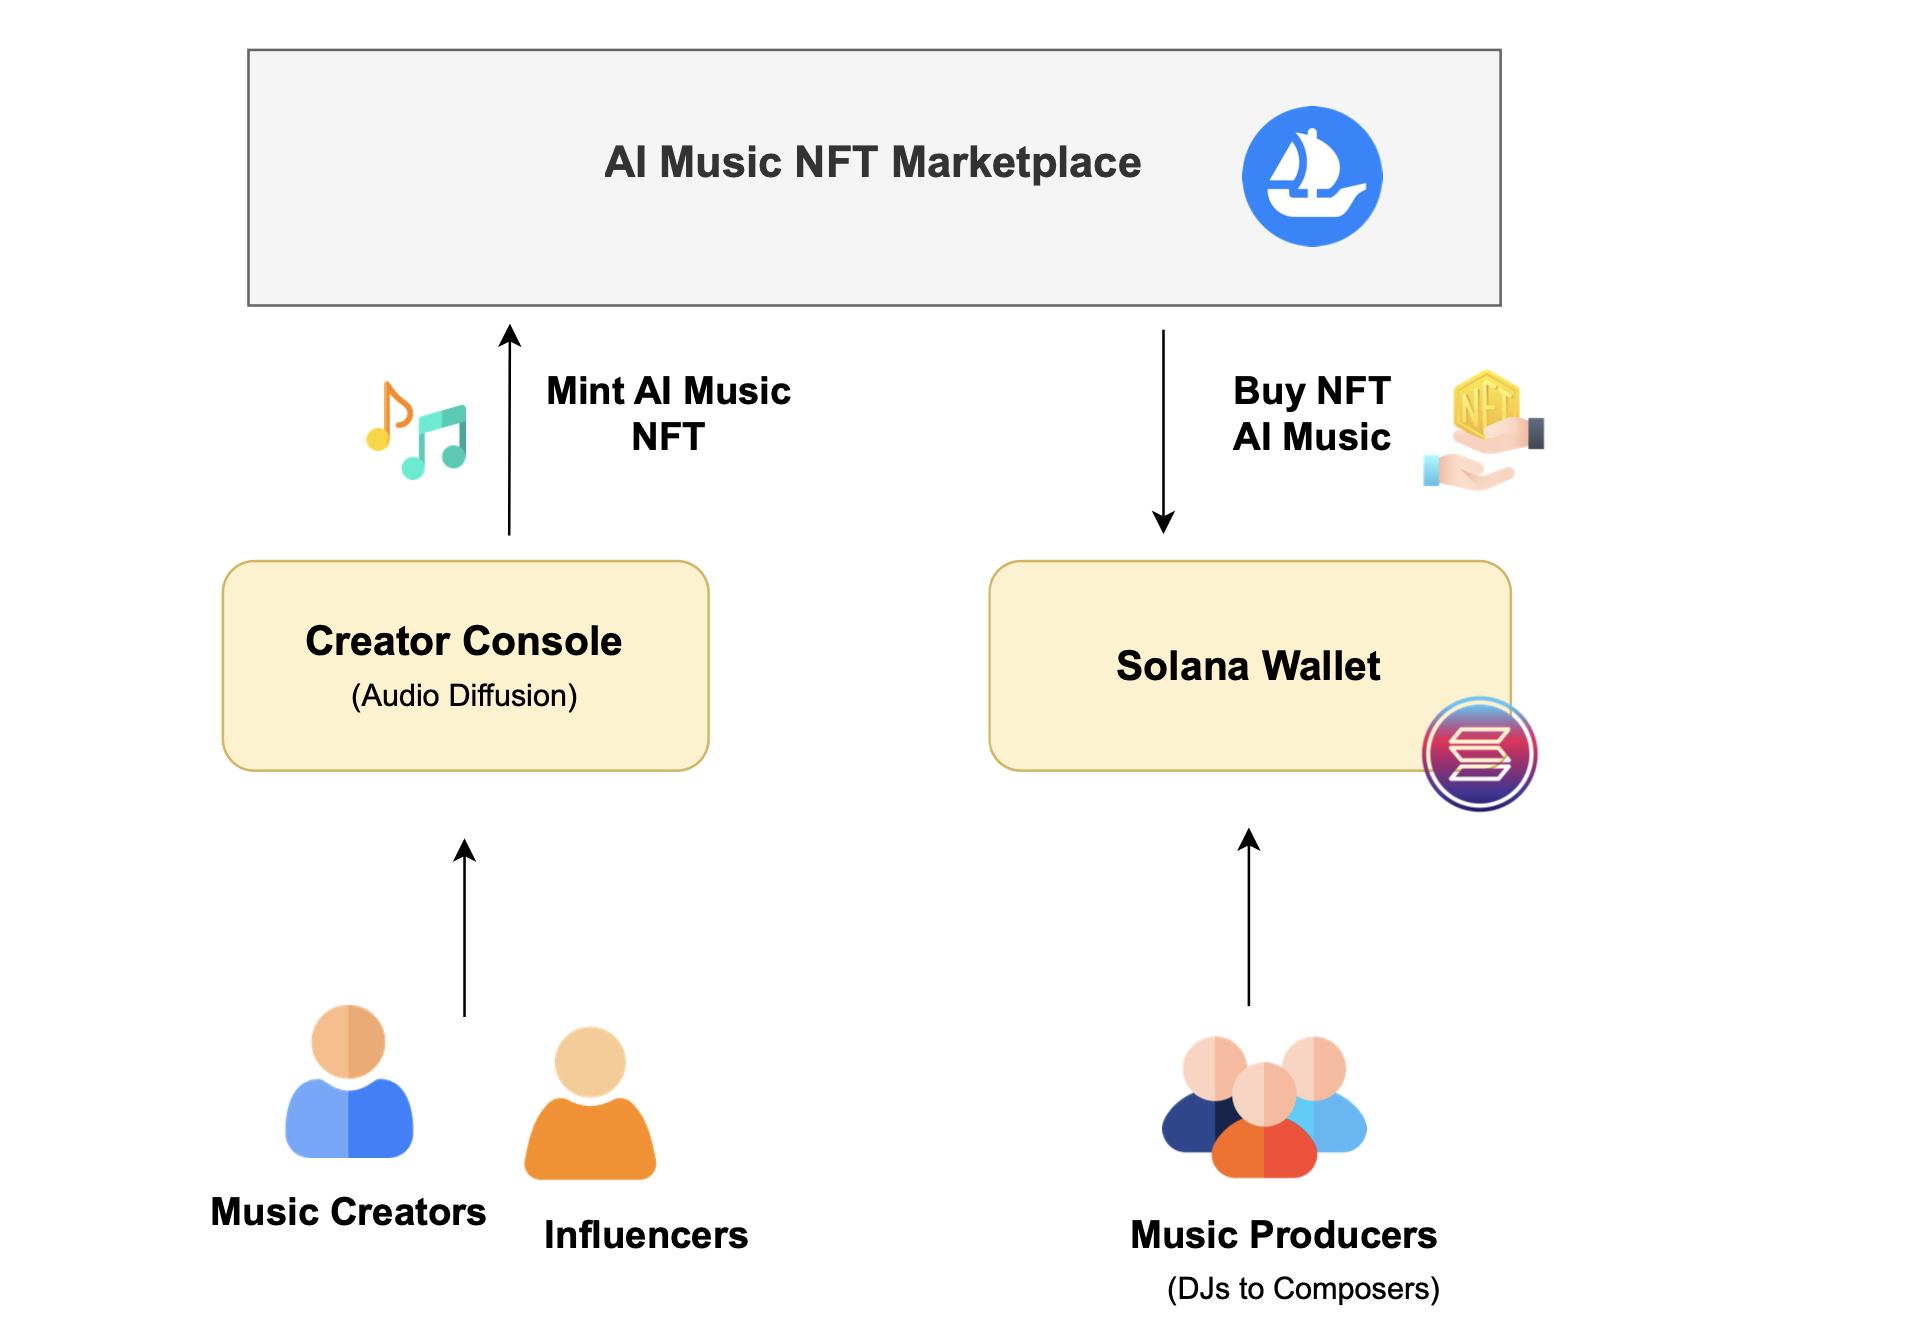 AI Music NFT Marketplace
Mint AI Music
NFT
Buy NFT
AI Music
NFT
Creator Console
(Audio Diffusion)
Solana Wallet
Music Creators
Influencers
Music Producers
(DJs to Composers)